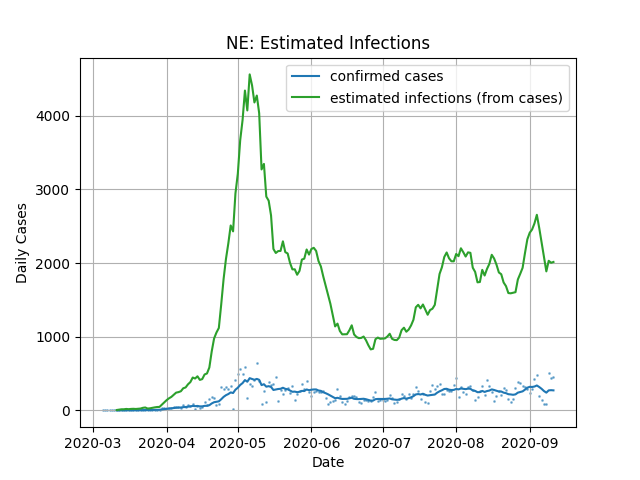 NE: Estimated Infections
confirmed cases
estimated infections (from cases)
Daily Cases
4000
3000
2000
1000
0
2020-03 2020-04 2020-05 2020-06 2020-07 2020-08 2020-09
Date